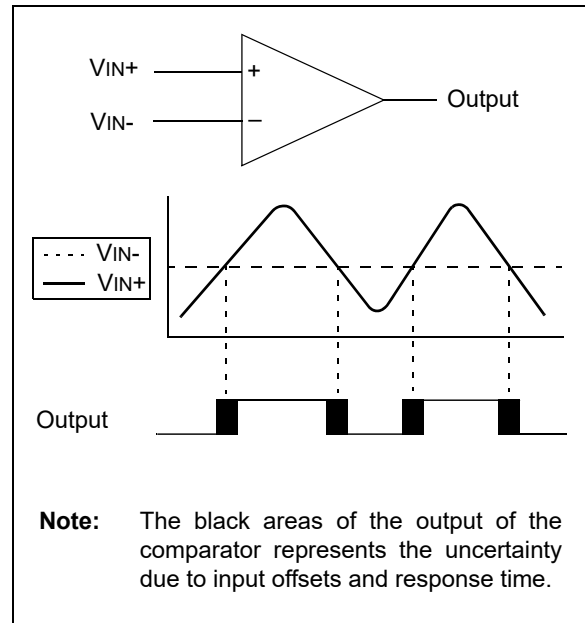 VIN+
+
Output
VIN-
–
VIN-
VIN+
Output
Note: The black areas of the output of the
comparator represents the uncertainty
due to input offsets and response time.